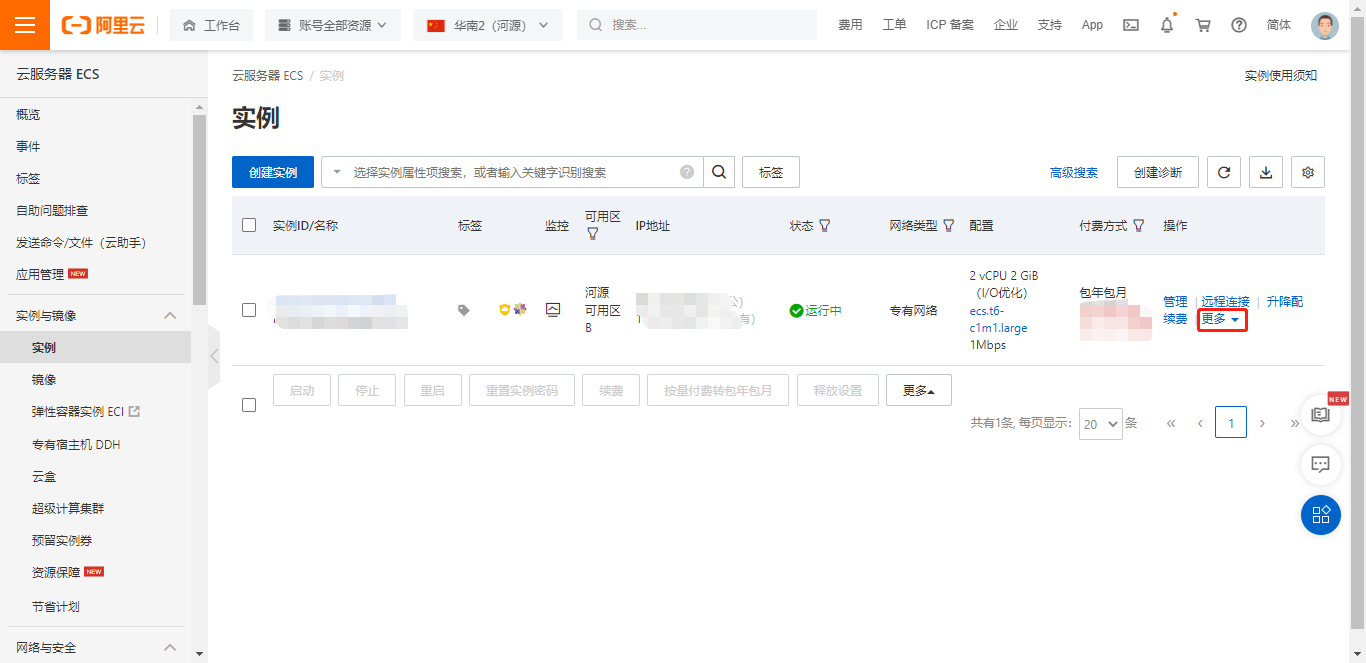 阿里云
工作台
账号全部资源
华南2（河源）
搜索...
费用
工单
ICP 备案
企业
支持
App
简体
云服务器 ECS
概览
事件
标签
自助问题排查
发送命令/文件（云助手）
应用管理 NEW
实例与镜像
实例
镜像
弹性容器实例 ECI
专有宿主机 DDH
云盒
超级计算集群
预留实例券
资源保障 NEW
节省计划
网络与安全
云服务器 ECS / 实例
实例使用须知
实例
创建实例
选择实例属性项搜索，或者输入关键字识别搜索
标签
高级搜索
创建诊断
实例ID/名称
标签
监控
可用区
IP地址
状态
网络类型
配置
付费方式
操作
河源
可用区
B
运行中
专有网络
2 vCPU 2 GiB
（I/O优化）
ecs.t6-
c1m1.large
1Mbps
包年包月
管理 | 远程连接 | 升降配
续费 | 更多
启动
停止
重启
重置实例密码
续费
按量付费转包年包月
释放设置
更多
共有1条, 每页显示: 20 条
« ‹ 1 › »
NEW